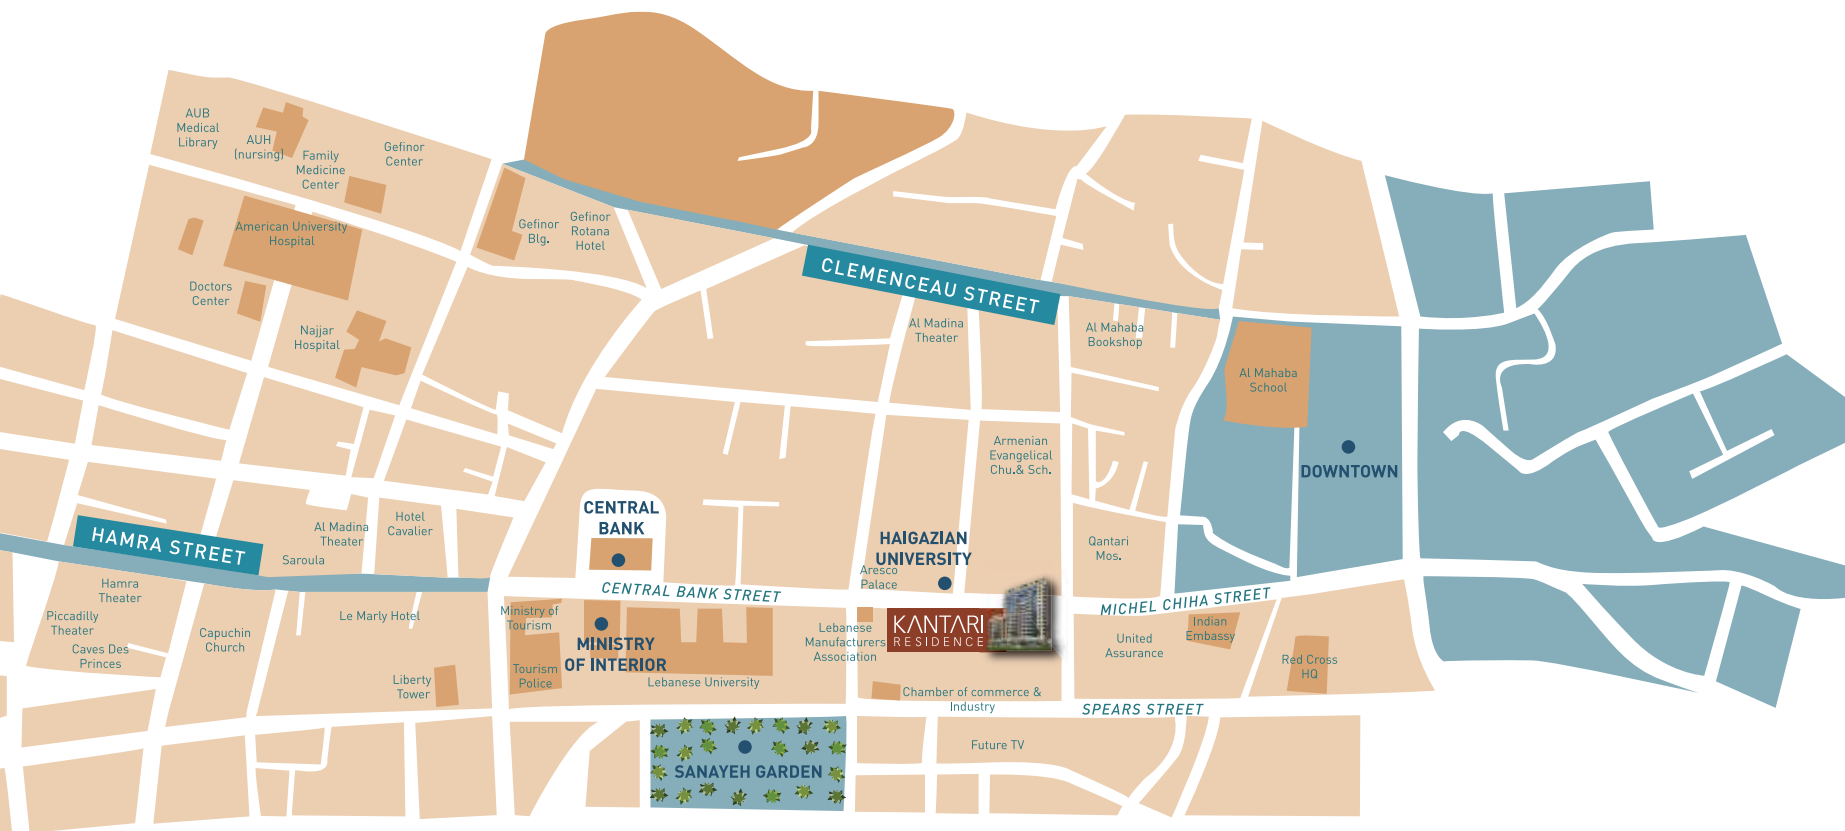 AUB
Medical
Library
AUH
(nursing)
Family
Medicine
Center
Gefinor
Center
American University
Hospital
Gefinor
Blg.
Gefinor
Rotana
Hotel
Doctors
Center
Najjar
Hospital
CLEMENCEAU STREET
Al Madina
Theater
Al Mahaba
Bookshop
Al Mahaba
School
DOWNTOWN
Armenian
Evangelical
Chu.& Sch.
CENTRAL
BANK
HAMRA STREET
Al Madina
Theater
Hotel
Cavalier
Saroula
HAIGAZIAN
UNIVERSITY
Aresco
Palace
Qantari
Mos.
Hamra
Theater
Piccadilly
Theater
Caves Des
Princes
Capuchin
Church
Le Marly Hotel
CENTRAL BANK STREET
MICHEL CHIHA STREET
Ministry of
Tourism
MINISTRY
OF INTERIOR
Tourism
Police
Lebanese University
Lebanese
Manufacturers
Association
KANTARI
RESIDENCE
United
Assurance
Indian
Embassy
Red Cross
HQ
Liberty
Tower
Chamber of commerce &
Industry
SPEARS STREET
Future TV
SANAYEH GARDEN